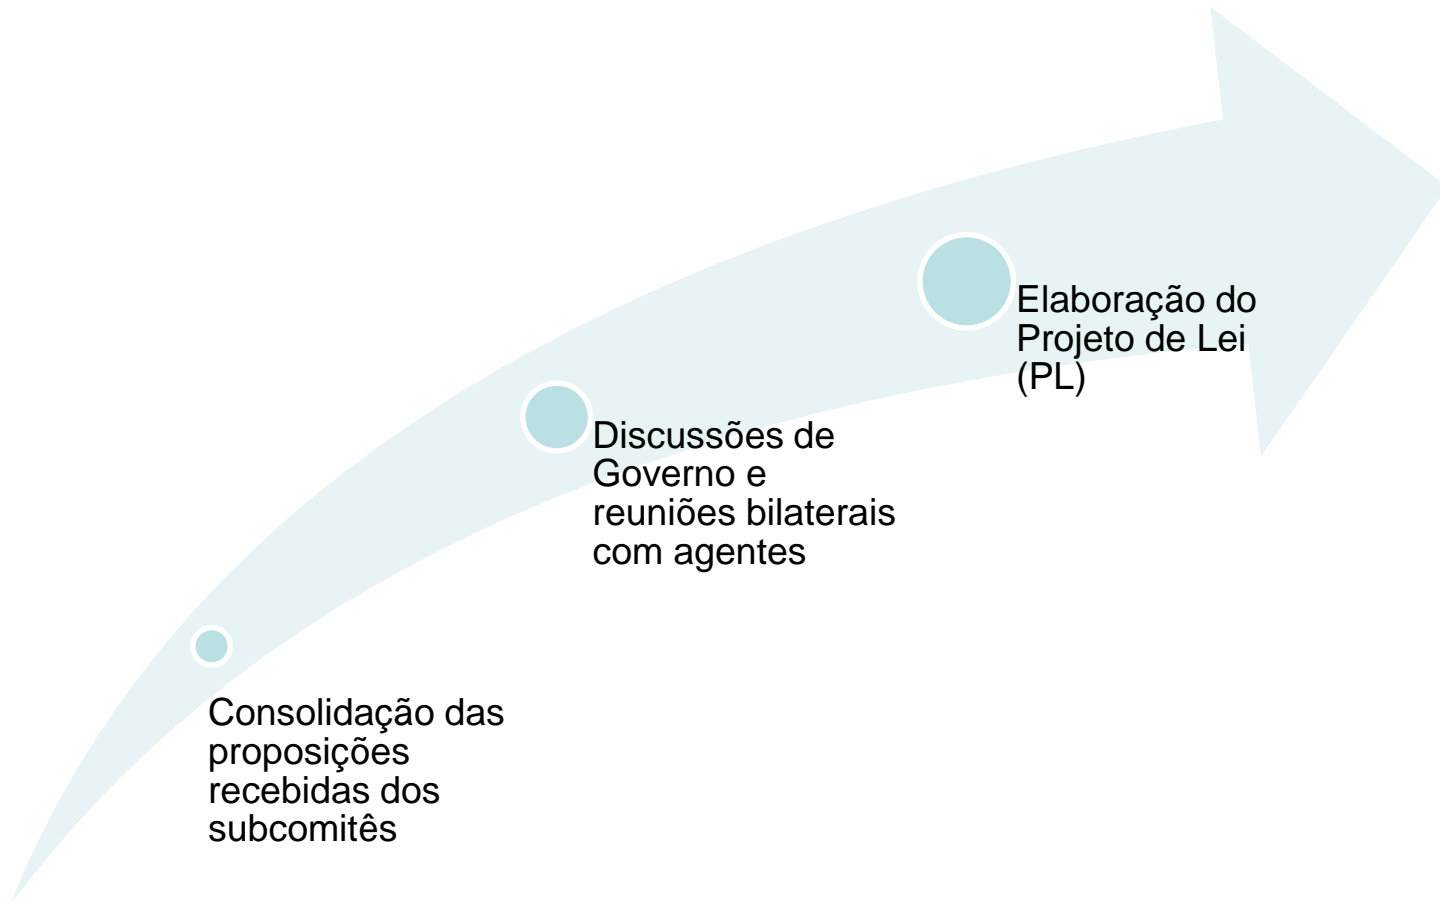 Elaboração do
Projeto de Lei
(PL)
Discussões de
Governo e
reuniões bilaterais
com agentes
Consolidação das
proposições
recebidas dos
subcomitês